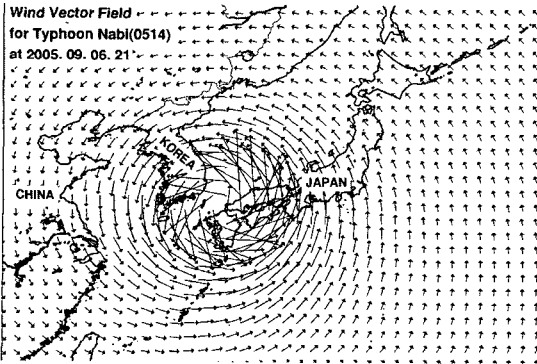 Wind Vector Field
for Typhoon Nabi(0514)
at 2005. 09. 06. 21
KOREA
JAPAN
CHINA